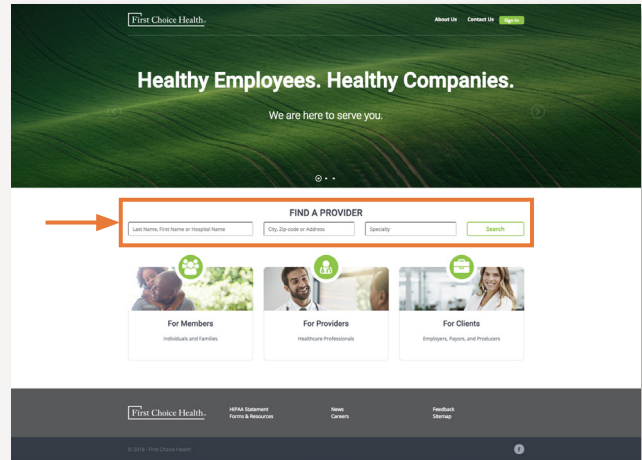 First Choice Health
About Us Contact Us Sign In
Healthy Employees. Healthy Companies.
We are here to serve you.
FIND A PROVIDER
Last Name, First Name or Hospital Name City, Zip-code or Address Specialty Search
For Members For Providers For Clients
Individuals and Families Healthcare Professionals Employers, Payors, and Producers
First Choice Health
HIPAA Statement News Feedback
Forms & Resources Careers Sitemap
© 2018 - First Choice Health f